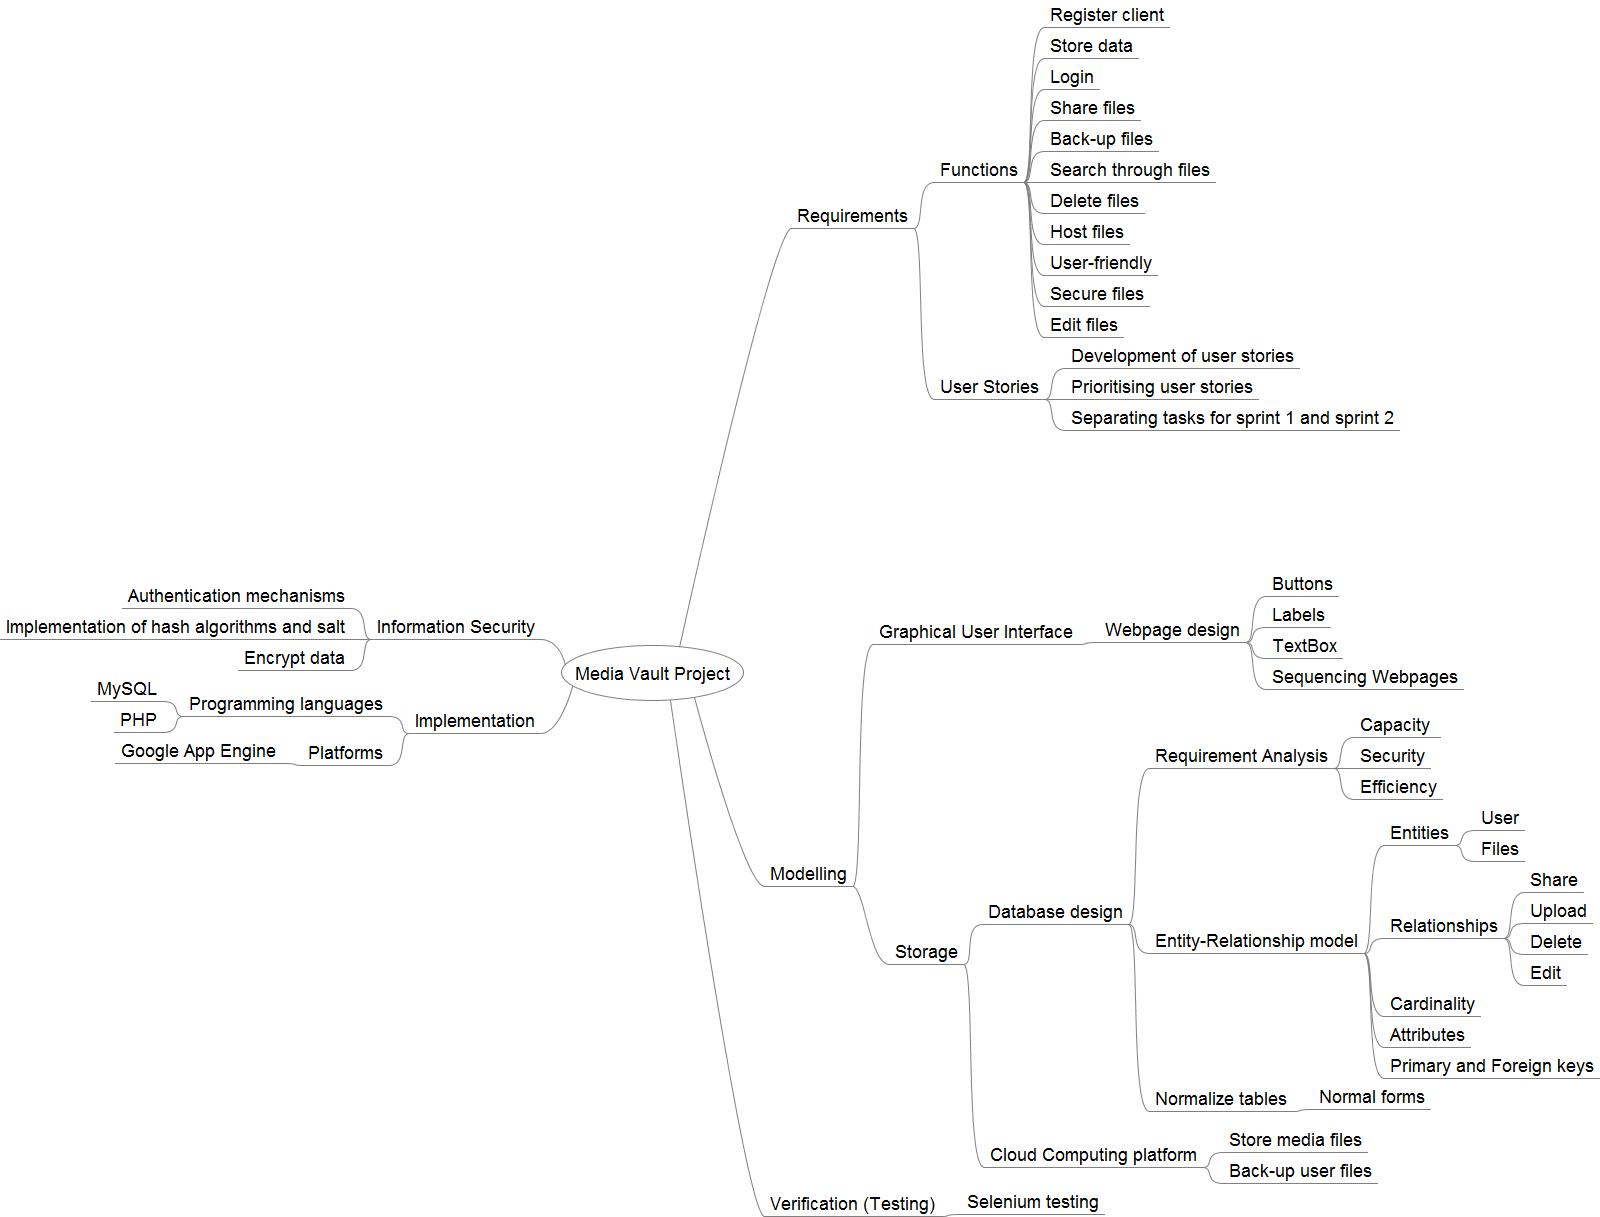 Register client
Store data
Login
Share files
Back-up files
Functions
Search through files
Delete files
Requirements
Host files
User-friendly
Secure files
Edit files
Development of user stories
User Stories
Prioritising user stories
Separating tasks for sprint 1 and sprint 2
Authentication mechanisms
Implementation of hash algorithms and salt
Information Security
Encrypt data
Media Vault Project
MySQL
Programming languages
PHP
Implementation
Google App Engine
Platforms
Graphical User Interface
Webpage design
Buttons
Labels
TextBox
Sequencing Webpages
Modelling
Storage
Database design
Requirement Analysis
Capacity
Security
Efficiency
Entity-Relationship model
Entities
User
Files
Relationships
Share
Upload
Delete
Edit
Cardinality
Attributes
Primary and Foreign keys
Normalize tables
Normal forms
Cloud Computing platform
Store media files
Back-up user files
Verification (Testing)
Selenium testing